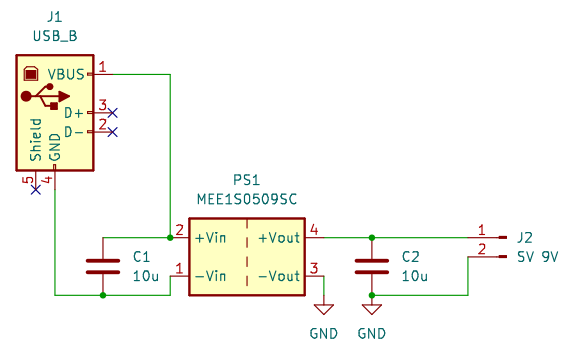 J1
USB_B
VBUS 1
D+ 3
D- 2
Shield
GND
5
4
PS1
MEE1S0509SC
2 +Vin +Vout 4
1 -Vin -Vout 3
C1
10u
C2
10u
1 J2
2 5V 9V
GND GND